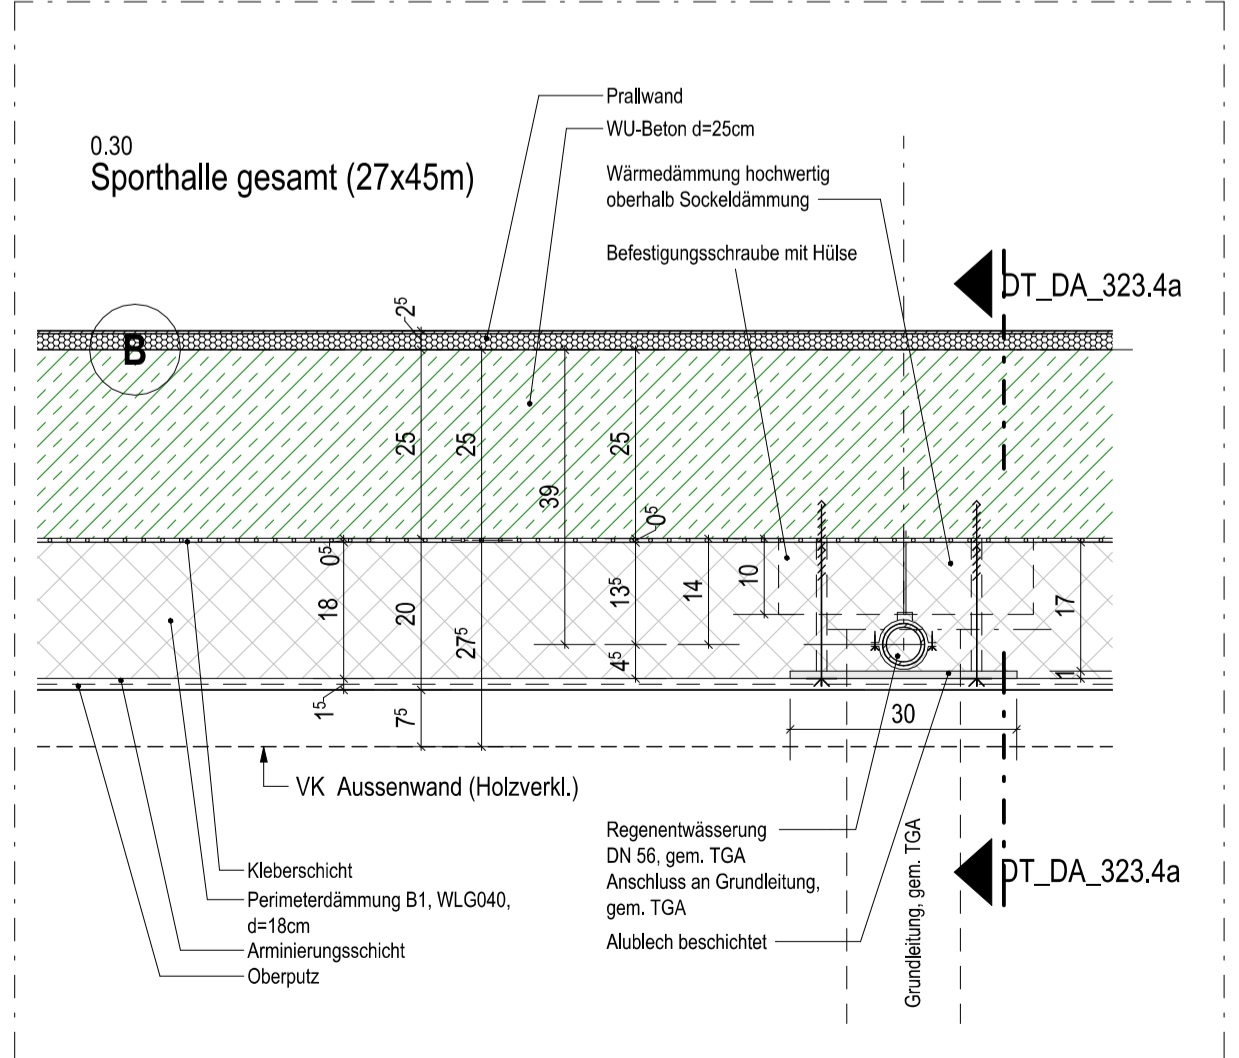 0.30
Sporthalle gesamt (27x45m)
Prallwand
WU-Beton d=25cm
Wärmedämmung hochwertig
oberhalb Sockeldämmung
Befestigungsschraube mit Hülse
DT_DA_323.4a
B
2⁵
25
25
39
25
0⁵
0⁵
18
20
27⁵
13⁵
4⁵
14
10
17
1
1⁵
7⁵
30
VK Aussenwand (Holzverkl.)
Kleberschicht
Perimeterdämmung B1, WLG040,
d=18cm
Arminierungsschicht
Oberputz
Regenentwässerung
DN 56, gem. TGA
Anschluss an Grundleitung,
gem. TGA
Alublech beschichtet
Grundleitung, gem. TGA
DT_DA_323.4a